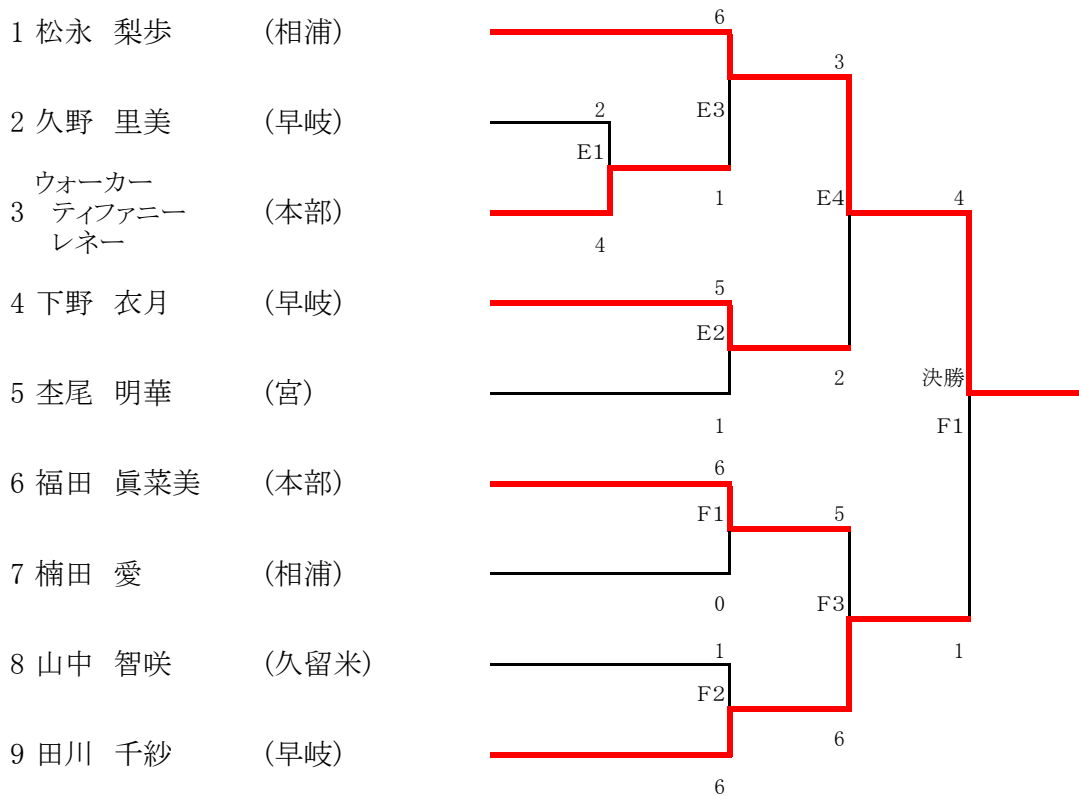 1 松永 梨歩 (相浦)
6
3
2 久野 里美 (早岐)
2
E3
E1
ウォーカー
3 ティファニー (本部)
レネー
1
E4
4
4
4 下野 衣月 (早岐)
5
E2
5 杢尾 明華 (宮)
2
決勝
1
F1
6 福田 眞菜美 (本部)
6
F1
5
7 楠田 愛 (相浦)
0
F3
8 山中 智咲 (久留米)
1
1
F2
9 田川 千紗 (早岐)
6
6